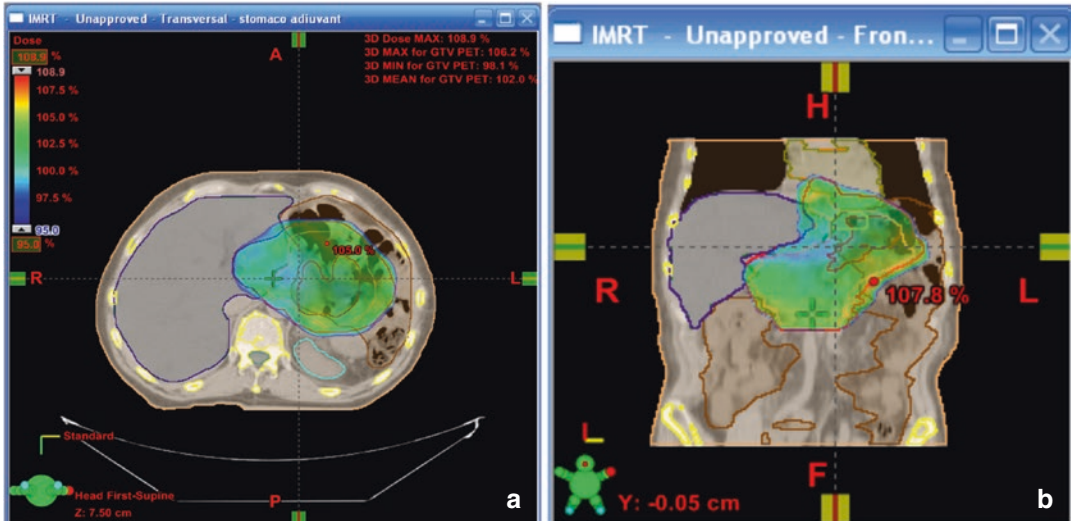 IMRT - Unapproved - Transversal - stomaco adiuvant
Dose
108.9 %
108.9
107.5 %
105.0 %
102.5 %
100.0 %
97.5 %
95.0
95.0 %
3D Dose MAX: 108.9 %
3D MAX for GTV PET: 106.2 %
3D MIN for GTV PET: 98.1 %
3D MEAN for GTV PET: 102.0 %
A
105.0 %
R
L
Standard
Head First-Supine
Z: 7.50 cm
P
a
IMRT - Unapproved - Fron...
H
R
L
107.8 %
L
F
Y: -0.05 cm
b